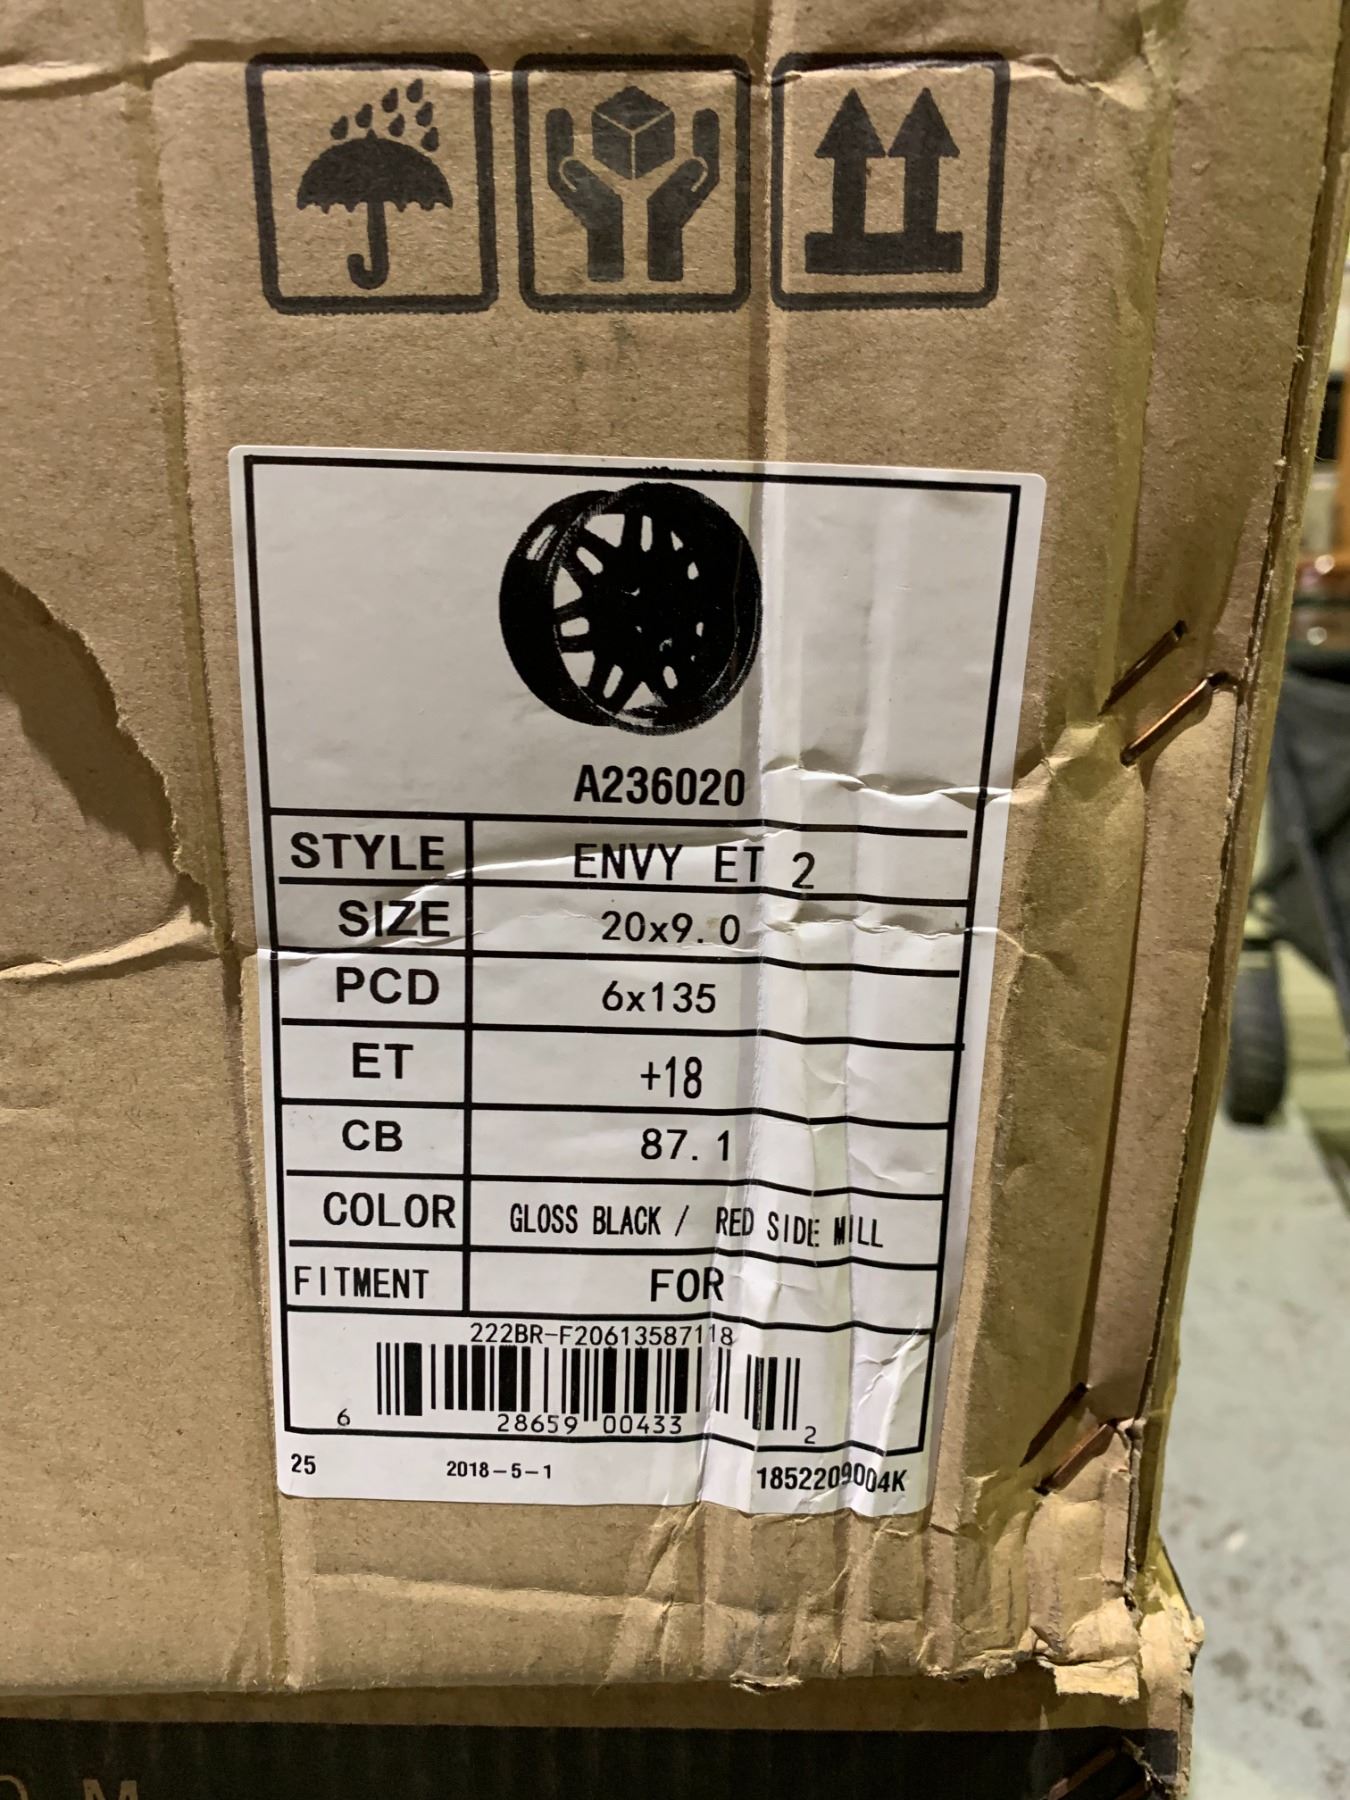 A236020
STYLE ENVY ET 2
SIZE 20x9.0
PCD 6x135
ET +18
CB 87.1
COLOR GLOSS BLACK / RED SIDE MILL
FITMENT FOR
222BR-F20613587118
6 28659 00433 2
25 2018-5-1 1852209004K
M